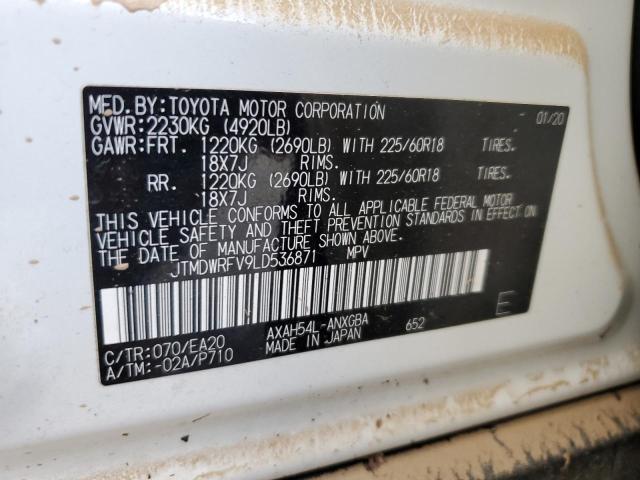 MFD.BY:TOYOTA MOTOR CORPORATION 01/20
GVWR:2230KG (4920LB)
GAWR:FRT. 1220KG (2690LB) WITH 225/60R18 TIRES.
18X7J RIMS.
RR. 1220KG (2690LB) WITH 225/60R18 TIRES.
18X7J RIMS.
THIS VEHICLE CONFORMS TO ALL APPLICABLE FEDERAL MOTOR
VEHICLE SAFETY AND THEFT PREVENTION STANDARDS IN EFFECT ON
THE DATE OF MANUFACTURE SHOWN ABOVE.
JTMDWRFV9LD536871 MPV
C/TR:070/EA20 AXAH54L-ANXGBA 652 E
A/TM:-02A/P710 MADE IN JAPAN